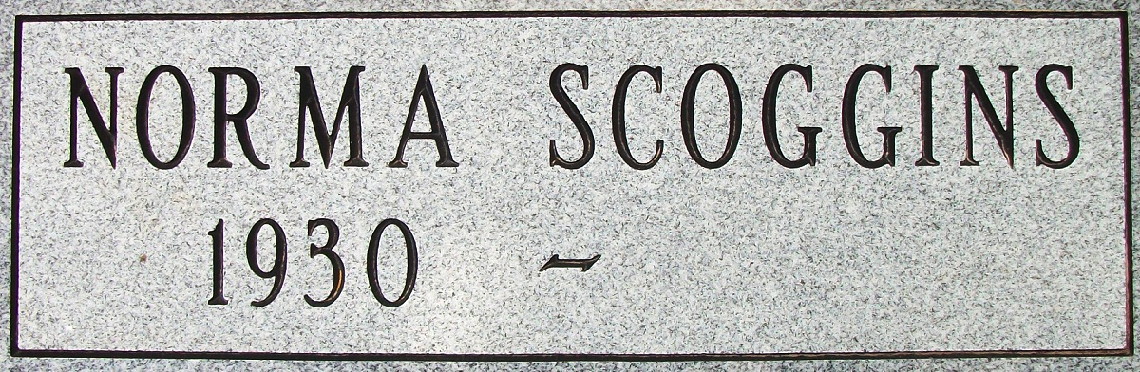 NORMA SCOGGINS
1930 -